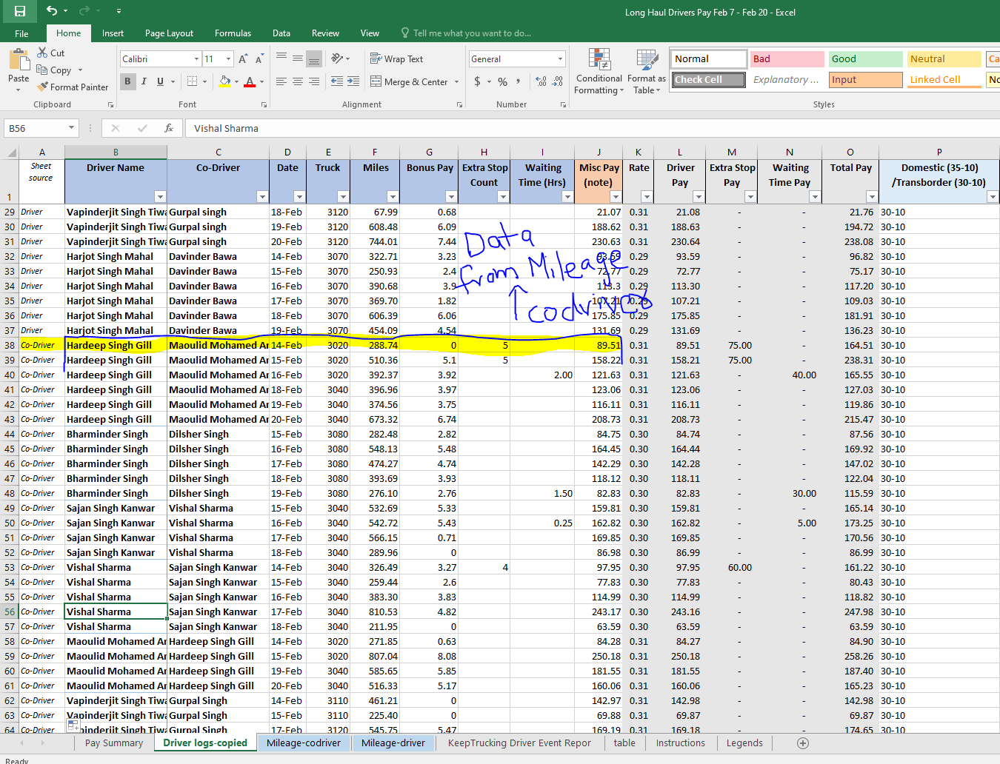 Long Haul Drivers Pay Feb 7 - Feb 20 - Excel
File Home Insert Page Layout Formulas Data Review View Tell me what you want to do...
Cut
Copy
Format Painter
Paste
Calibri 11
B I U
Wrap Text
Merge & Center
General
$ % ,
Conditional Formatting
Format as Table
Normal Bad Good Neutral Ca
Check Cell Explanatory ... Input Linked Cell No
Clipboard Font Alignment Number Styles
B56 fx Vishal Sharma
A B C D E F G H I J K L M N O P
1 Sheet source Driver Name Co-Driver Date Truck Miles Bonus Pay Extra Stop Count Waiting Time (Hrs) Misc Pay (note) Rate Driver Pay Extra Stop Pay Waiting Time Pay Total Pay Domestic (35-10) /Transborder (30-10)
29 Driver Vapinderjit Singh Tiwa Gurpal singh 18-Feb 3120 67.99 0.68 21.07 0.31 21.08 - - 21.76 30-10
30 Driver Vapinderjit Singh Tiwa Gurpal singh 19-Feb 3120 608.48 6.09 188.62 0.31 188.63 - - 194.72 30-10
31 Driver Vapinderjit Singh Tiwa Gurpal singh 20-Feb 3120 744.01 7.44 230.63 0.31 230.64 - - 238.08 30-10
32 Driver Harjot Singh Mahal Davinder Bawa 14-Feb 3070 322.71 3.23 93.59 0.29 93.59 - - 96.82 30-10
33 Driver Harjot Singh Mahal Davinder Bawa 15-Feb 3070 250.93 2.4 72.77 0.29 72.77 - - 75.17 30-10
34 Driver Harjot Singh Mahal Davinder Bawa 16-Feb 3070 390.68 3.9 113.3 0.29 113.30 - - 117.20 30-10
35 Driver Harjot Singh Mahal Davinder Bawa 17-Feb 3070 369.70 1.82 107.21 0.29 107.21 - - 109.03 30-10
36 Driver Harjot Singh Mahal Davinder Bawa 18-Feb 3070 606.39 6.06 175.85 0.29 175.85 - - 181.91 30-10
37 Driver Harjot Singh Mahal Davinder Bawa 19-Feb 3070 454.09 4.54 131.69 0.29 131.69 - - 136.23 30-10
Data
from Mileage
codriver
38 Co-Driver Hardeep Singh Gill Maoulid Mohamed Ar 14-Feb 3020 288.74 0 5 89.51 0.31 89.51 75.00 - 164.51 30-10
39 Co-Driver Hardeep Singh Gill Maoulid Mohamed Ar 15-Feb 3020 510.36 5.1 5 158.22 0.31 158.21 75.00 - 238.31 30-10
40 Co-Driver Hardeep Singh Gill Maoulid Mohamed Ar 16-Feb 3020 392.37 3.92 2.00 121.63 0.31 121.63 - 40.00 165.55 30-10
41 Co-Driver Hardeep Singh Gill Maoulid Mohamed Ar 18-Feb 3040 396.96 3.97 123.06 0.31 123.06 - - 127.03 30-10
42 Co-Driver Hardeep Singh Gill Maoulid Mohamed Ar 19-Feb 3040 374.56 3.75 116.11 0.31 116.11 - - 119.86 30-10
43 Co-Driver Hardeep Singh Gill Maoulid Mohamed Ar 20-Feb 3040 673.32 6.74 208.73 0.31 208.73 - - 215.47 30-10
44 Co-Driver Bharminder Singh Dilsher Singh 15-Feb 3080 282.48 2.82 84.75 0.30 84.74 - - 87.56 30-10
45 Co-Driver Bharminder Singh Dilsher Singh 16-Feb 3080 548.13 5.48 164.45 0.30 164.44 - - 169.92 30-10
46 Co-Driver Bharminder Singh Dilsher Singh 17-Feb 3080 474.27 4.74 142.29 0.30 142.28 - - 147.02 30-10
47 Co-Driver Bharminder Singh Dilsher Singh 18-Feb 3080 393.69 3.93 118.12 0.30 118.11 - - 122.04 30-10
48 Co-Driver Bharminder Singh Dilsher Singh 19-Feb 3080 276.10 2.76 1.50 82.83 0.30 82.83 - 30.00 115.59 30-10
49 Co-Driver Sajan Singh Kanwar Vishal Sharma 15-Feb 3040 532.69 5.33 159.81 0.30 159.81 - - 165.14 30-10
50 Co-Driver Sajan Singh Kanwar Vishal Sharma 16-Feb 3040 542.72 5.43 0.25 162.82 0.30 162.82 - 5.00 173.25 30-10
51 Co-Driver Sajan Singh Kanwar Vishal Sharma 17-Feb 3040 566.15 0.71 169.85 0.30 169.85 - - 170.56 30-10
52 Co-Driver Sajan Singh Kanwar Vishal Sharma 18-Feb 3040 289.96 0 86.98 0.30 86.99 - - 86.99 30-10
53 Co-Driver Vishal Sharma Sajan Singh Kanwar 14-Feb 3040 326.49 3.27 4 97.95 0.30 97.95 60.00 - 161.22 30-10
54 Co-Driver Vishal Sharma Sajan Singh Kanwar 15-Feb 3040 259.44 2.6 77.83 0.30 77.83 - - 80.43 30-10
55 Co-Driver Vishal Sharma Sajan Singh Kanwar 16-Feb 3040 383.30 3.83 114.99 0.30 114.99 - - 118.82 30-10
56 Co-Driver Vishal Sharma Sajan Singh Kanwar 17-Feb 3040 810.53 4.82 243.17 0.30 243.16 - - 247.98 30-10
57 Co-Driver Vishal Sharma Sajan Singh Kanwar 18-Feb 3040 211.95 0 63.59 0.30 63.59 - - 63.59 30-10
58 Co-Driver Maoulid Mohamed Ar Hardeep Singh Gill 14-Feb 3020 271.85 0.63 84.28 0.31 84.27 - - 84.90 30-10
59 Co-Driver Maoulid Mohamed Ar Hardeep Singh Gill 15-Feb 3020 807.04 8.08 250.18 0.31 250.18 - - 258.26 30-10
60 Co-Driver Maoulid Mohamed Ar Hardeep Singh Gill 19-Feb 3040 585.65 5.85 181.55 0.31 181.55 - - 187.40 30-10
61 Co-Driver Maoulid Mohamed Ar Hardeep Singh Gill 20-Feb 3040 516.33 5.17 160.06 0.31 160.06 - - 165.23 30-10
62 Co-Driver Vapinderjit Singh Tiwa Gurpal Singh 14-Feb 3110 461.21 0 142.97 0.31 142.98 - - 142.98 30-10
63 Co-Driver Vapinderjit Singh Tiwa Gurpal Singh 15-Feb 3110 225.40 0 69.88 0.31 69.87 - - 69.87 30-10
64 Co-Driver Vapinderjit Singh Tiwa Gurpal Singh 17-Feb 3110 545.75 5.47 169.19 0.31 169.18 - - 174.65 30-10
Pay Summary Driver logs-copied Mileage-codriver Mileage-driver KeepTrucking Driver Event Repor table Instructions Legends
Ready